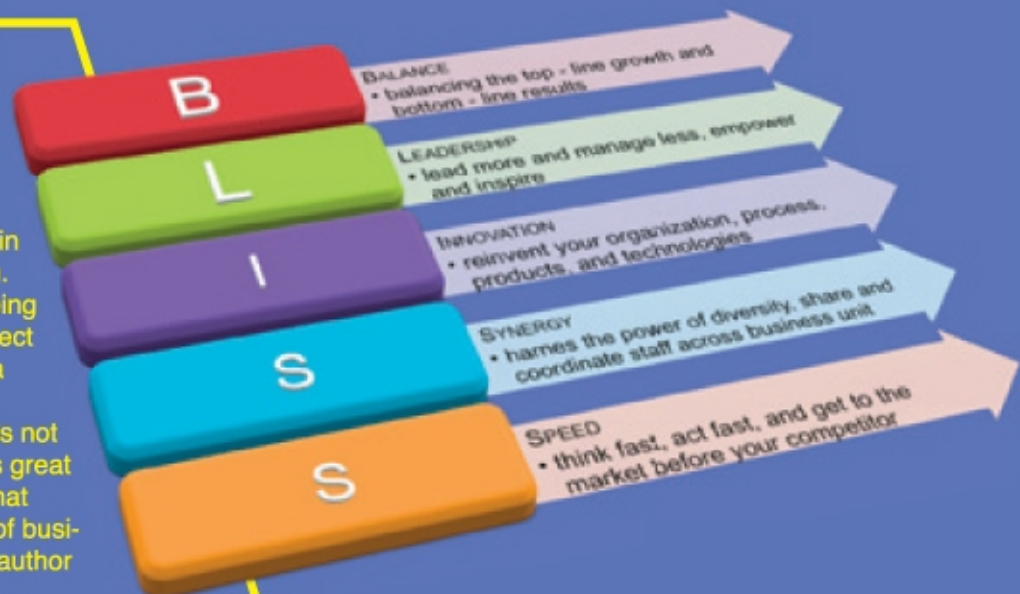 B
BALANCE
• balancing the top - line growth and
bottom - line results
L
LEADERSHIP
• lead more and manage less, empower
and inspire
I
INNOVATION
• reinvent your organization, process,
products, and technologies
S
SYNERGY
• harnes the power of diversity, share and
coordinate staff across business unit
S
SPEED
• think fast, act fast, and get to the
market before your competitor
in
ing
ect
a
s not
s great
hat
of busi-
author